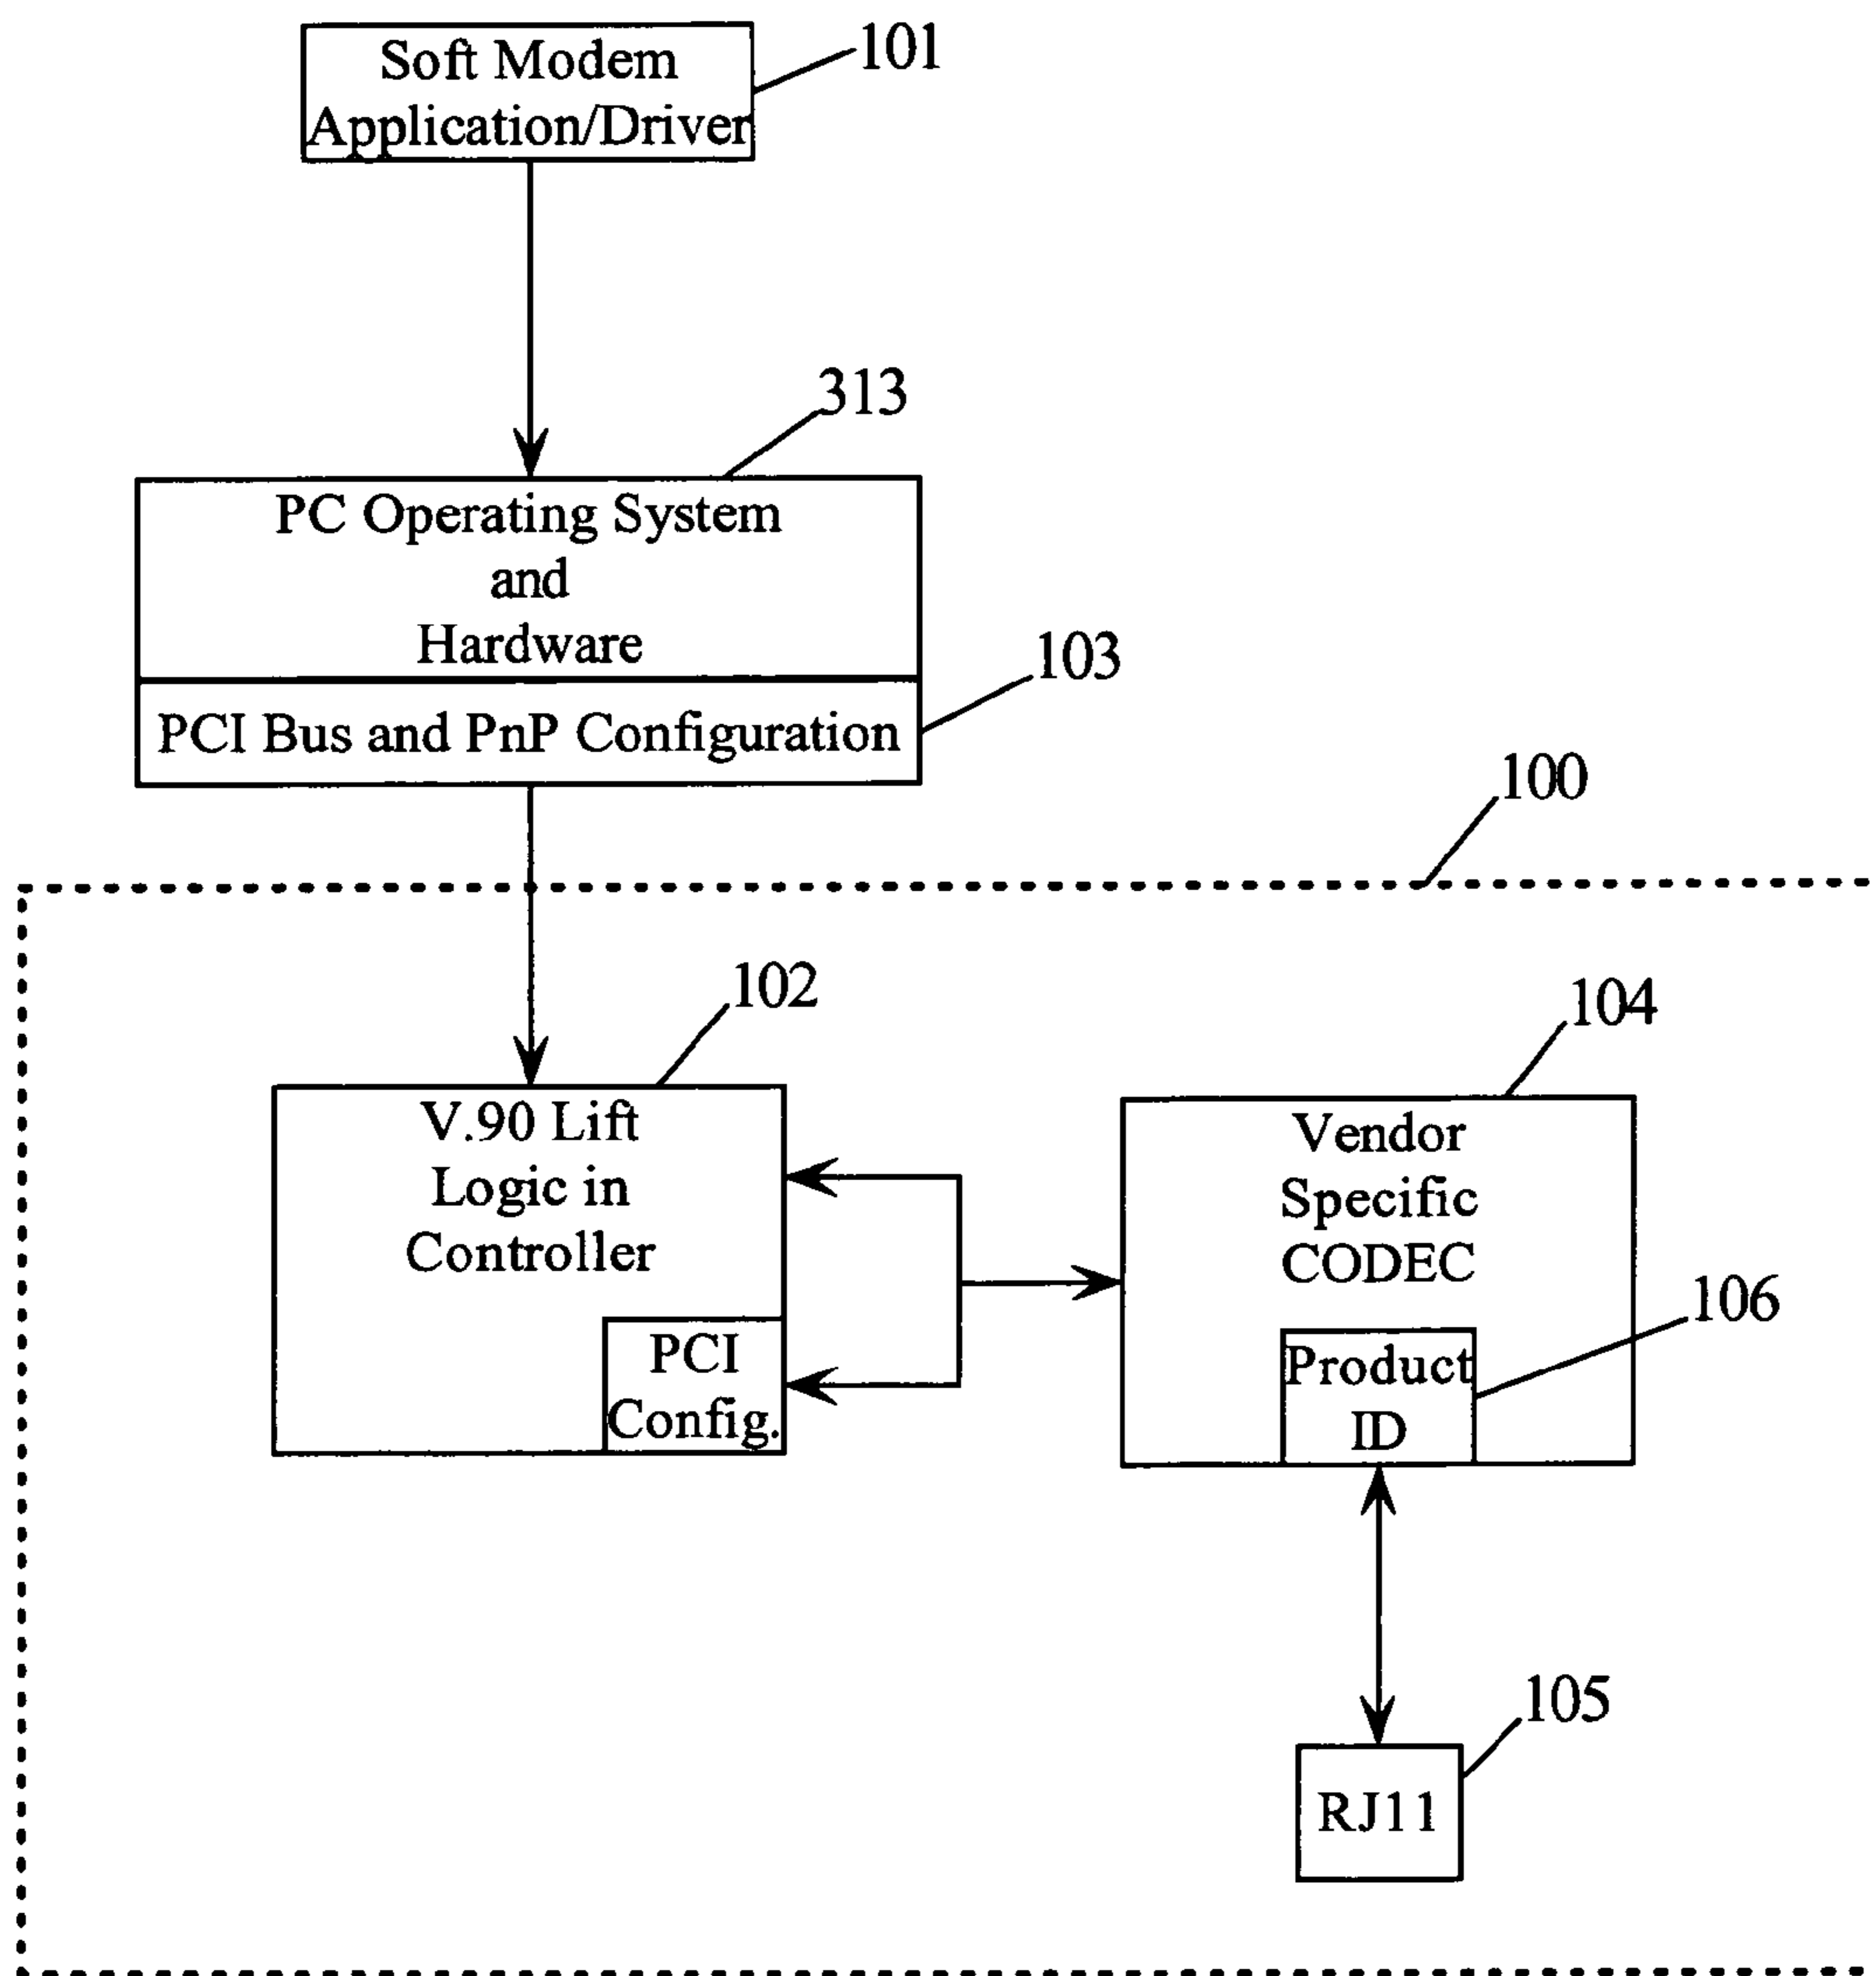 Soft Modem
Application/Driver
101
313
PC Operating System
and
Hardware
103
PCI Bus and PnP Configuration
100
102
104
V.90 Lift
Logic in
Controller
Vendor
Specific
CODEC
106
PCI
Config.
Product
ID
105
RJ11